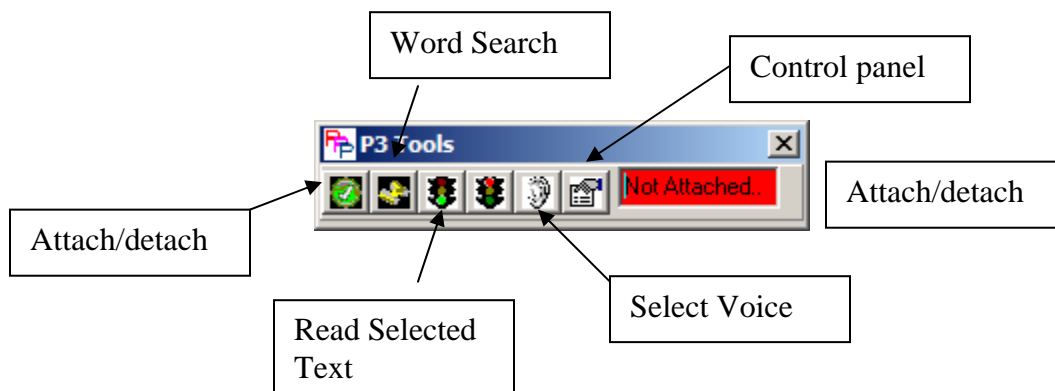 Word Search
Control panel
P3 Tools
Not Attached..
Attach/detach
Attach/detach
Select Voice
Read Selected
Text